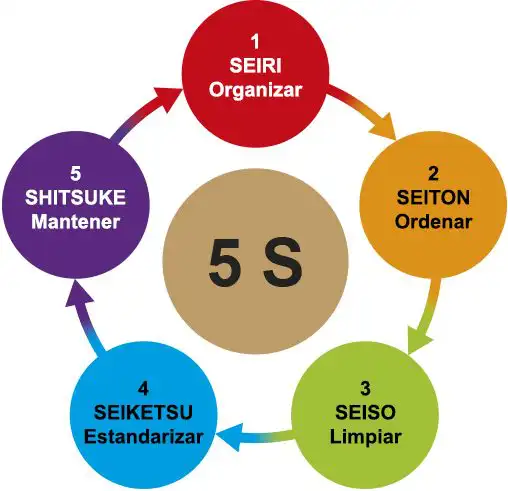 1
SEIRI
Organizar
2
SEITON
Ordenar
3
SEISO
Limpiar
4
SEIKETSU
Estandarizar
5
SHITSUKE
Mantener
5 S